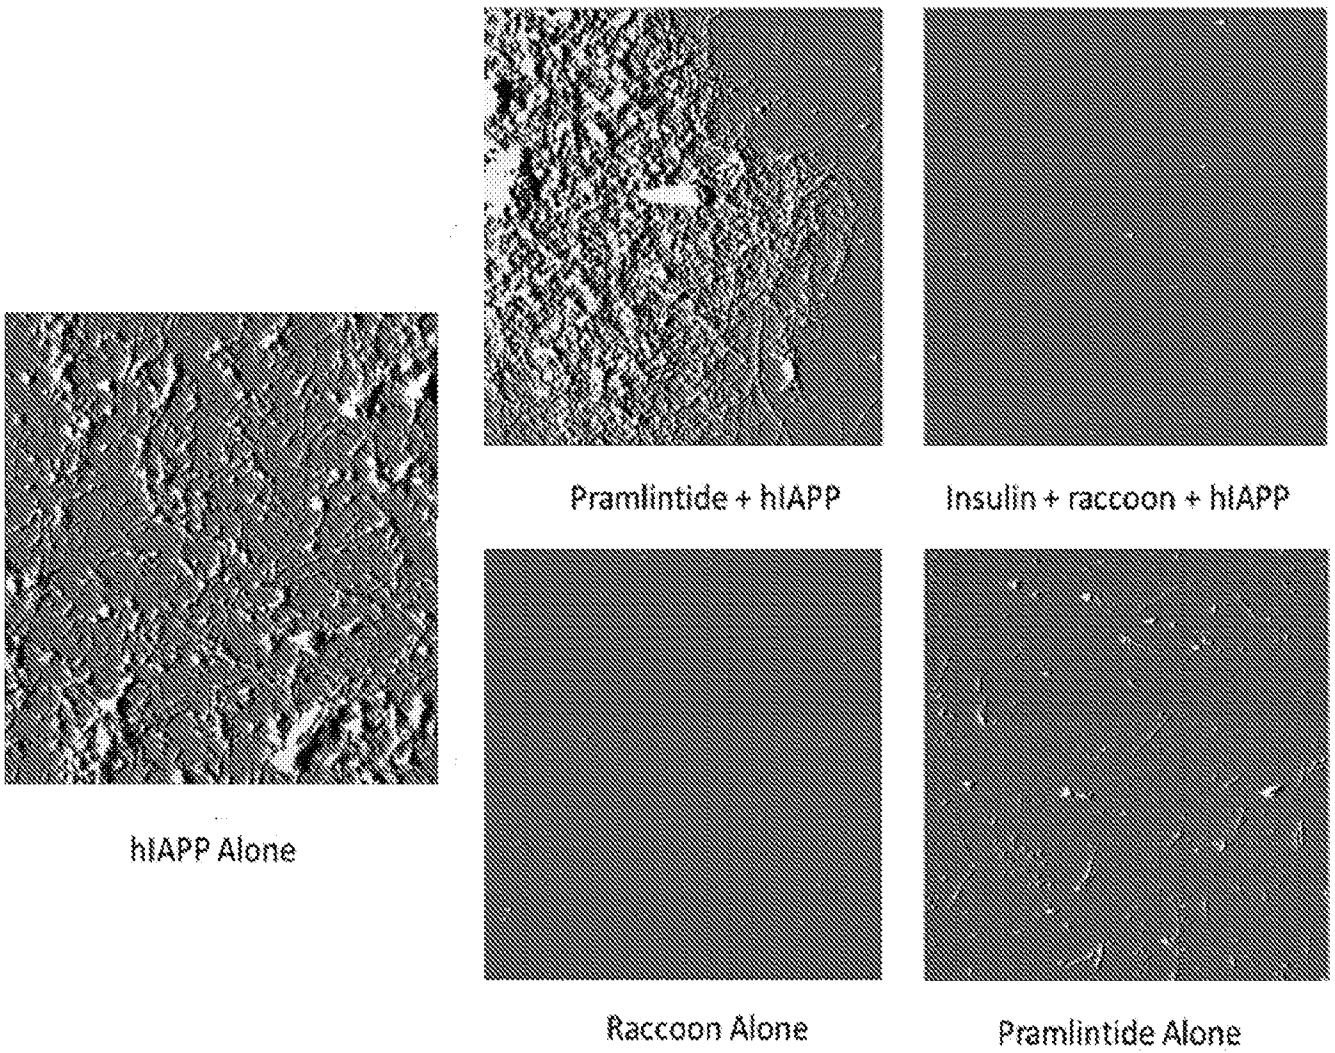 Pramlintide + hIAPP
Insulin + raccoon + hIAPP
hIAPP Alone
Raccoon Alone
Pramlintide Alone